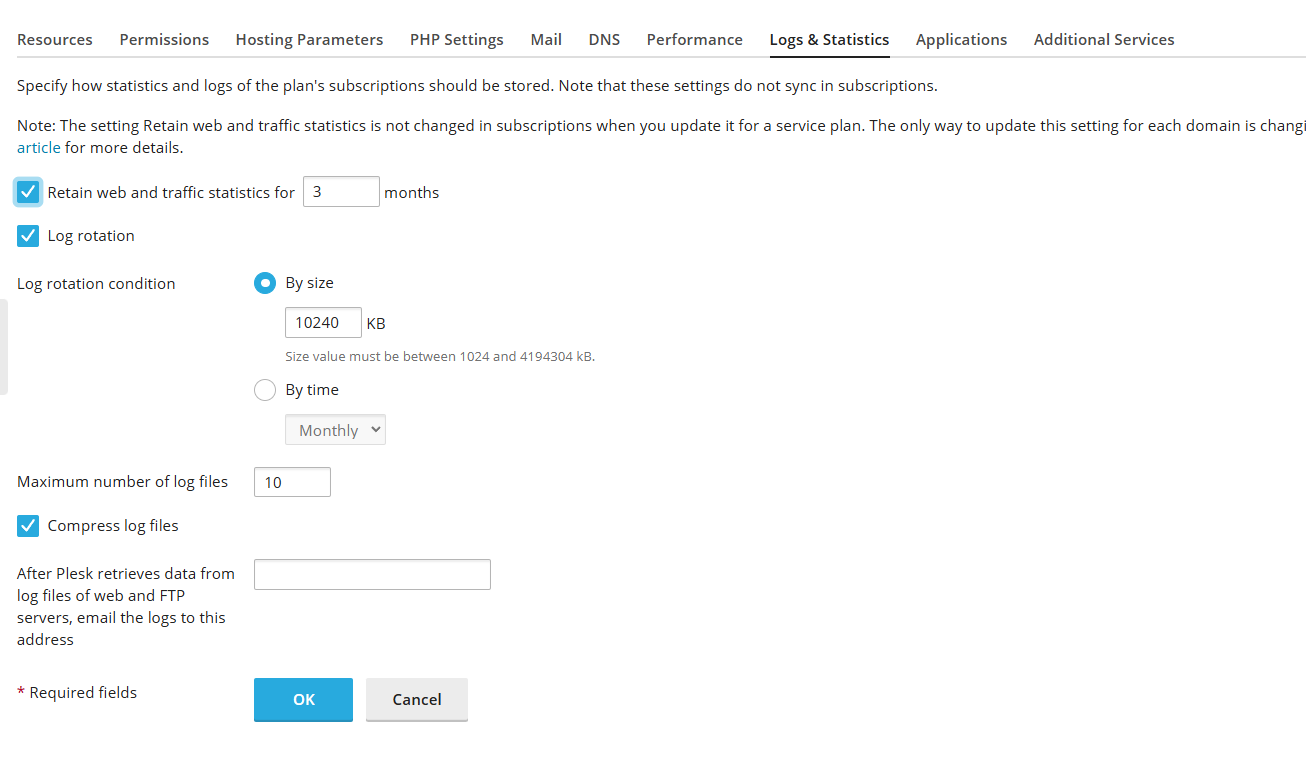 Resources Permissions Hosting Parameters PHP Settings Mail DNS Performance Logs & Statistics Applications Additional Services
Specify how statistics and logs of the plan's subscriptions should be stored. Note that these settings do not sync in subscriptions.
Note: The setting Retain web and traffic statistics is not changed in subscriptions when you update it for a service plan. The only way to update this setting for each domain is changi
article for more details.
Retain web and traffic statistics for 3 months
Log rotation
Log rotation condition By size
10240 KB
Size value must be between 1024 and 4194304 kB.
By time
Monthly
Maximum number of log files 10
Compress log files
After Plesk retrieves data from
log files of web and FTP
servers, email the logs to this
address
* Required fields OK Cancel